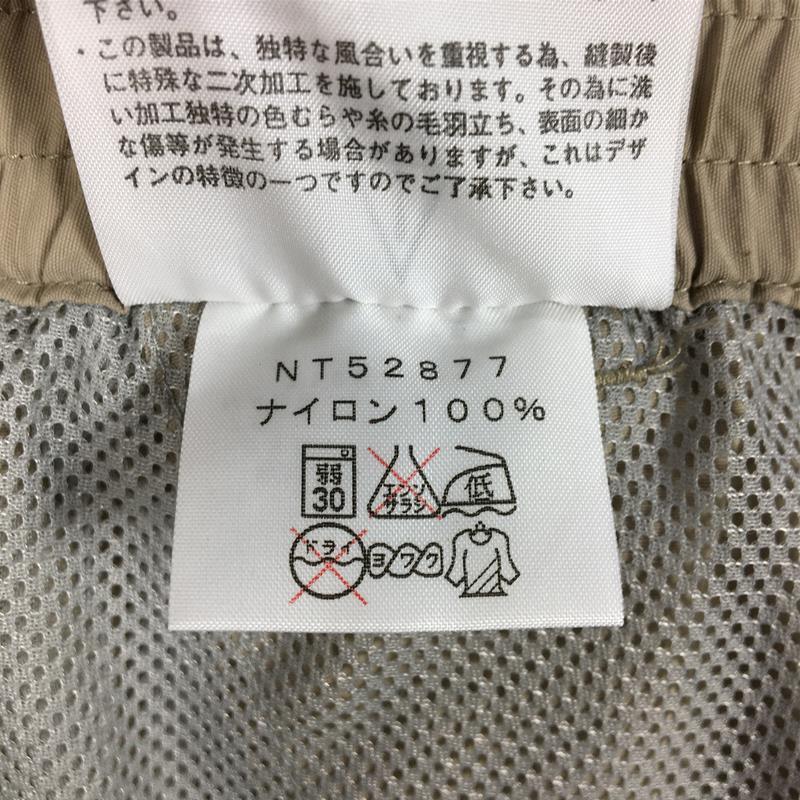 下さい。
・この製品は、独特な風合いを重視する為、縫製後
に特殊な二次加工を施しております。その為に洗
い加工独特の色むらや糸の毛羽立ち、表面の細か
な傷等が発生する場合がありますが、これはデザ
インの特徴の一つですのでご了承下さい。
NT52877
ナイロン100%
弱
30
エンソ
サラシ
低
ドライ
ヨワク